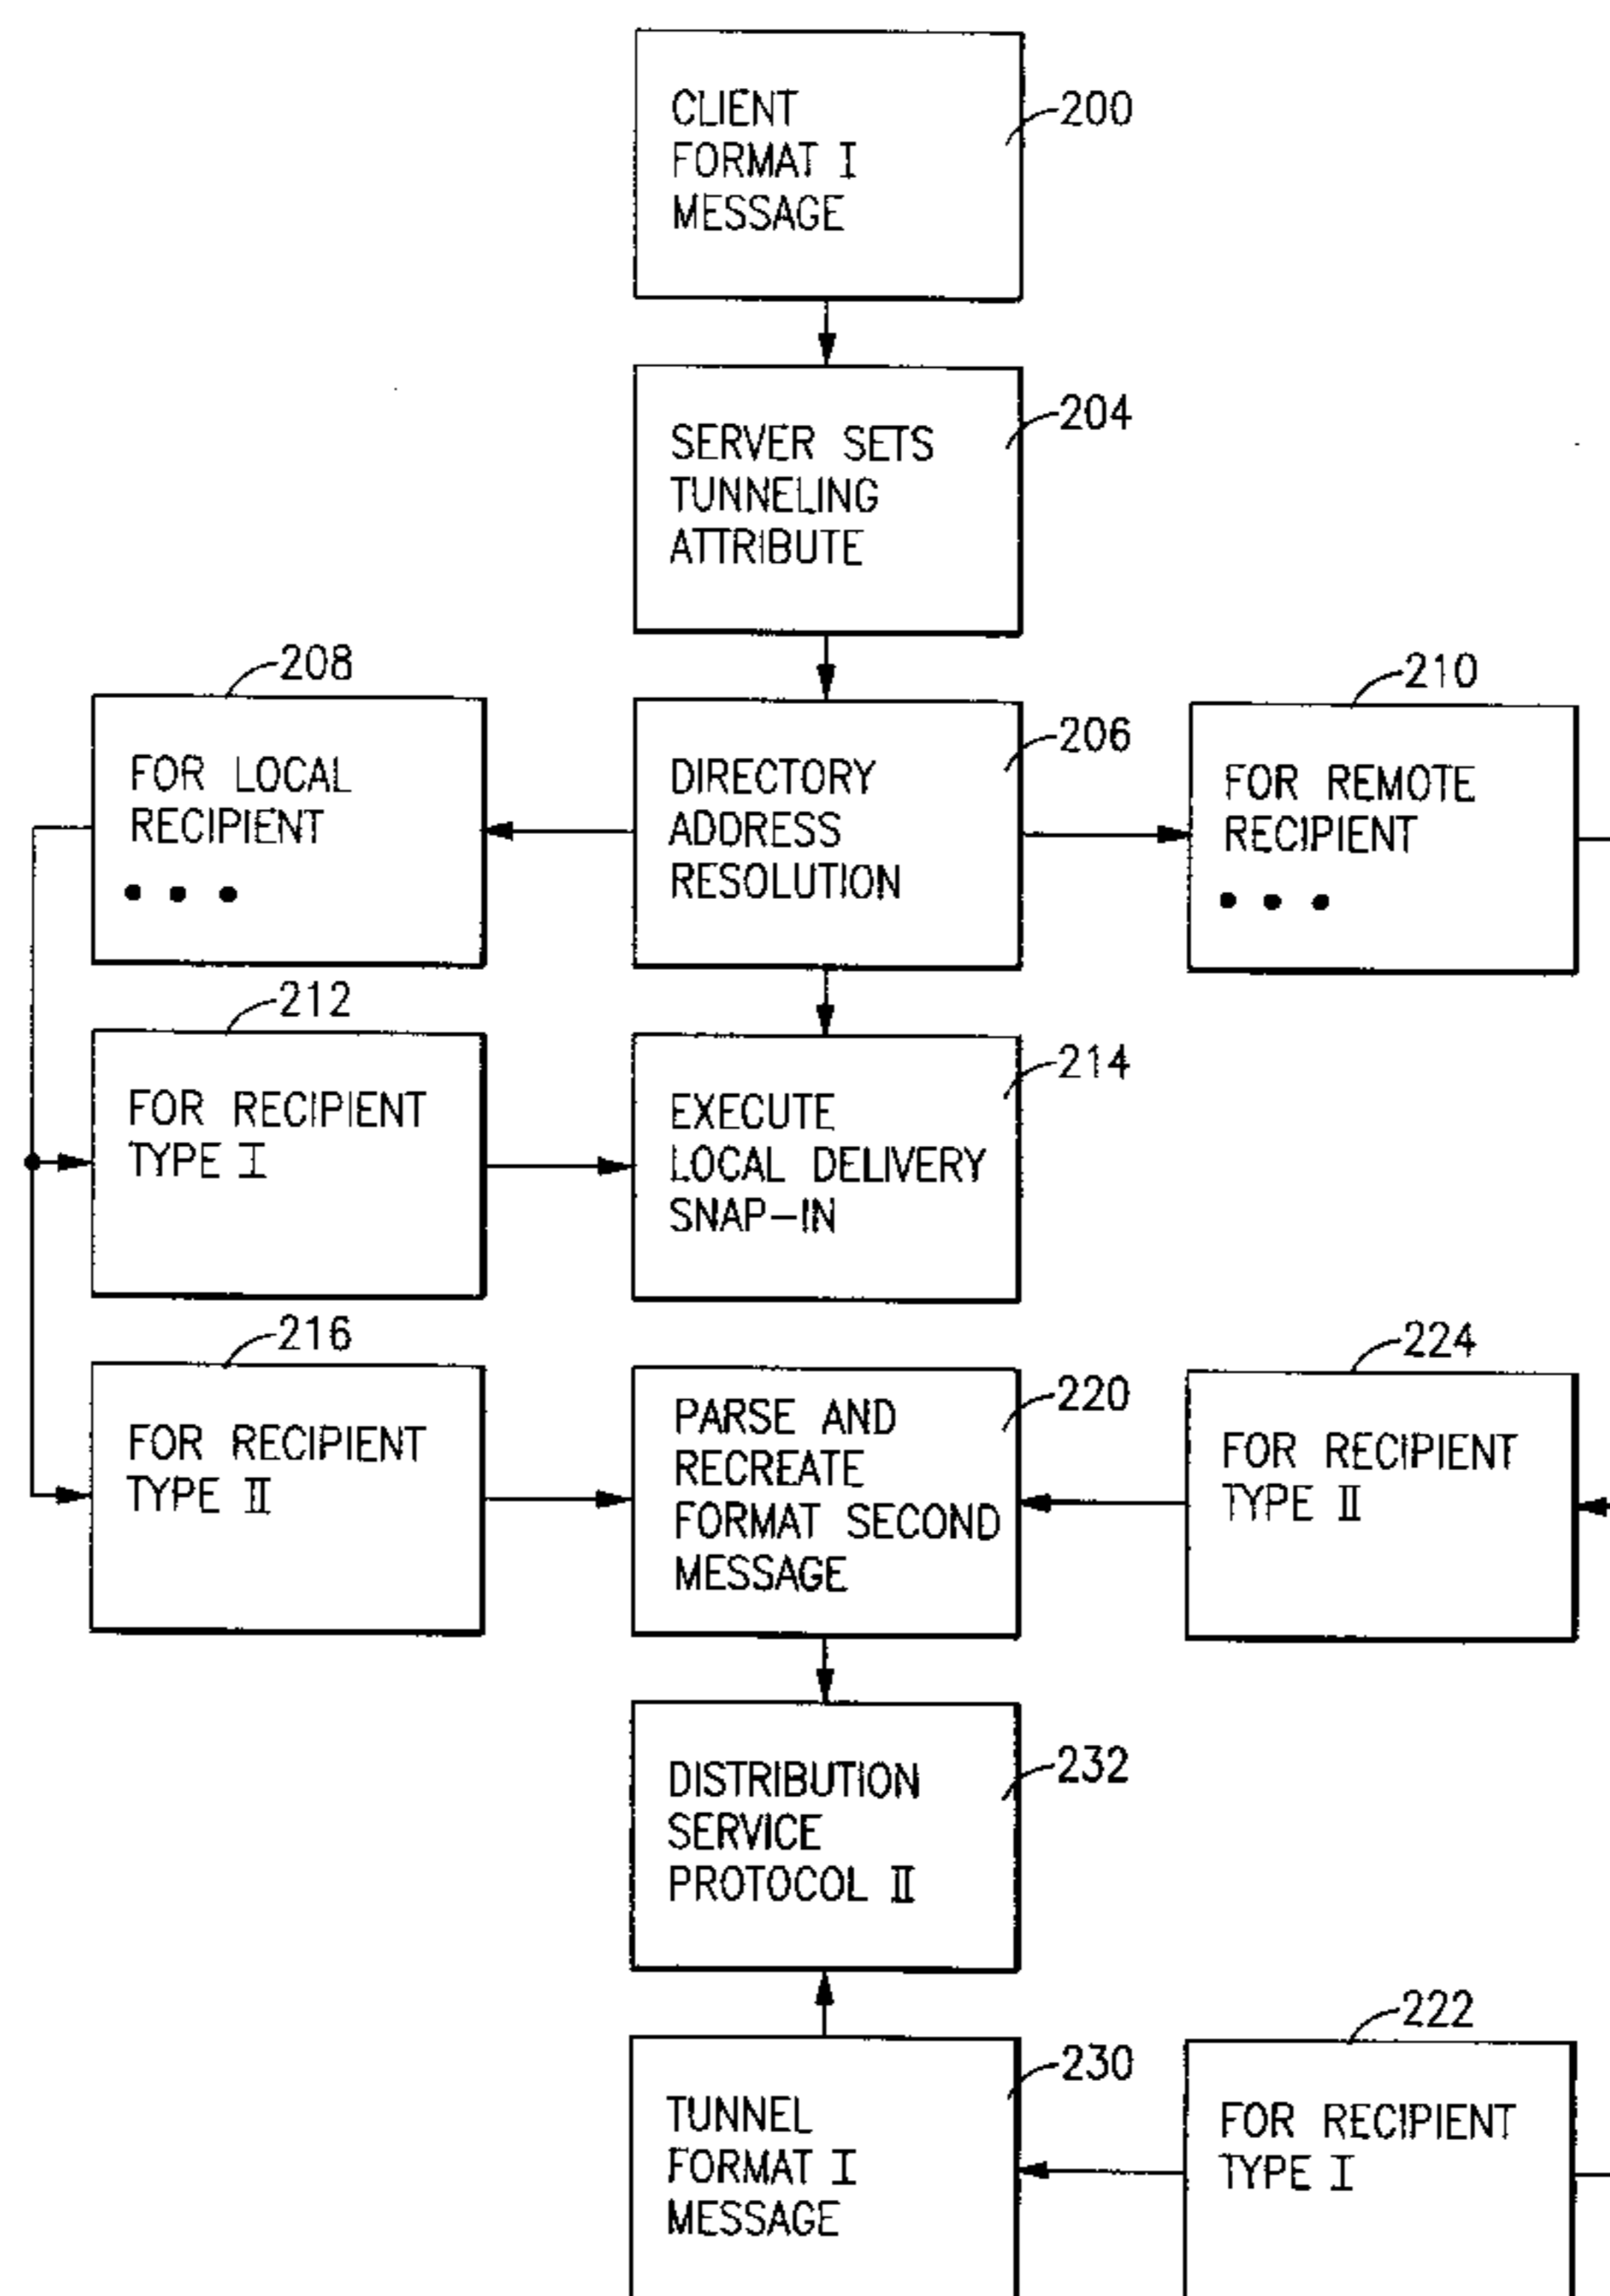 CLIENT
FORMAT I
MESSAGE
200
SERVER SETS
TUNNELING
ATTRIBUTE
204
208
FOR LOCAL
RECIPIENT
• • •
DIRECTORY
ADDRESS
RESOLUTION
206
210
FOR REMOTE
RECIPIENT
• • •
212
FOR RECIPIENT
TYPE I
EXECUTE
LOCAL DELIVERY
SNAP-IN
214
216
FOR RECIPIENT
TYPE II
PARSE AND
RECREATE
FORMAT SECOND
MESSAGE
220
224
FOR RECIPIENT
TYPE II
DISTRIBUTION
SERVICE
PROTOCOL II
232
TUNNEL
FORMAT I
MESSAGE
230
222
FOR RECIPIENT
TYPE I